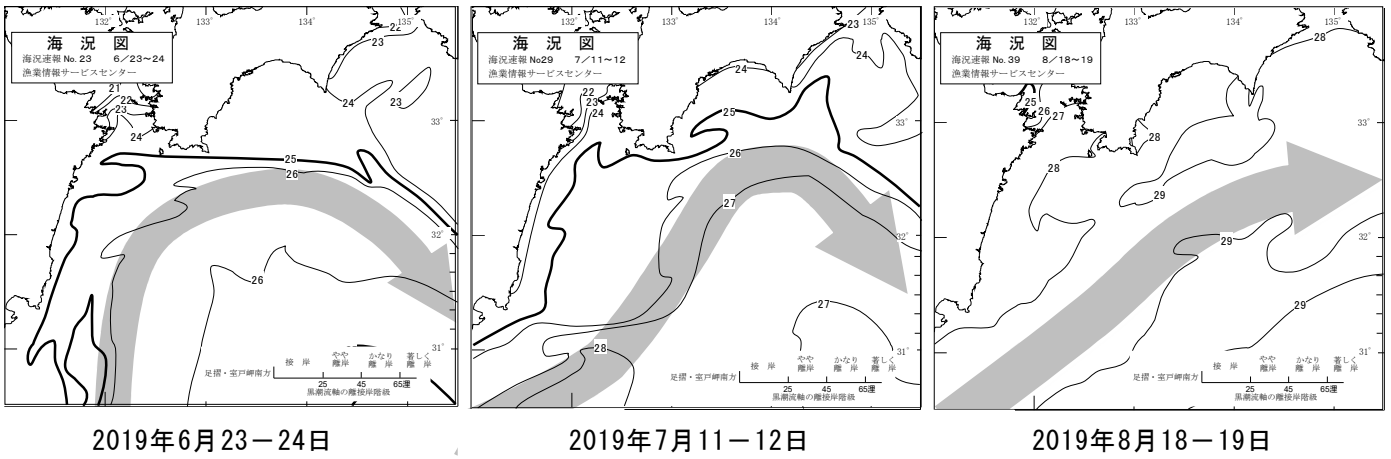 132°
133°
134°
135°
海 況 図
海況速報 No. 23 6/23~24
漁業情報サービスセンター
22
23
24
23
21
22
23
24
33°
25
26
32°
26
31°
接 岸
やや
離岸
かなり
離 岸
著しく
離 岸
足摺・室戸岬南方
25 45 65浬
黒潮流軸の離接岸階級
2019年6月23-24日
132°
133°
134°
135°
海 況 図
海況速報 No29 7/11~12
漁業情報サービスセンター
23
24
24
22
23
24
25
33°
26
27
32°
27
28
31°
接 岸
やや
離岸
かなり
離 岸
著しく
離 岸
足摺・室戸岬南方
25 45 65浬
黒潮流軸の離接岸階級
2019年7月11-12日
132°
133°
134°
135°
海 況 図
海況速報 No. 39 8/18~19
漁業情報サービスセンター
28
25
26
27
33°
28
28
29
32°
29
29
31°
接 岸
やや
離岸
かなり
離 岸
著しく
離 岸
足摺・室戸岬南方
25 45 65浬
黒潮流軸の離接岸階級
2019年8月18-19日